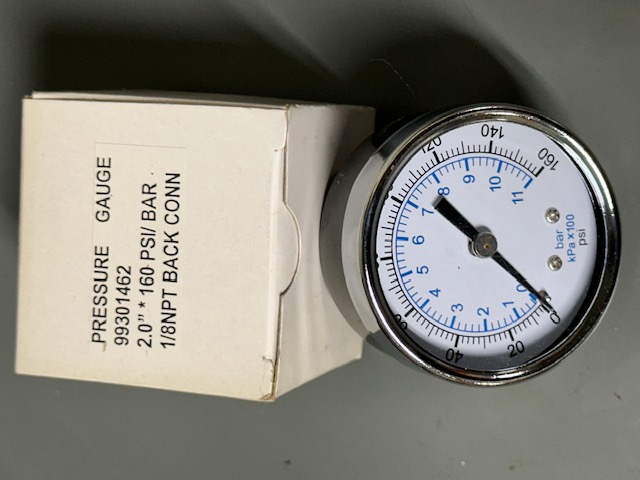 PRESSURE GAUGE
99301462
2.0" * 160 PSI/ BAR
1/8NPT BACK CONN
bar
kPa x100
psi
0 1 2 3 4 5 6 7 8 9 10 11
0 20 40 120 140 160